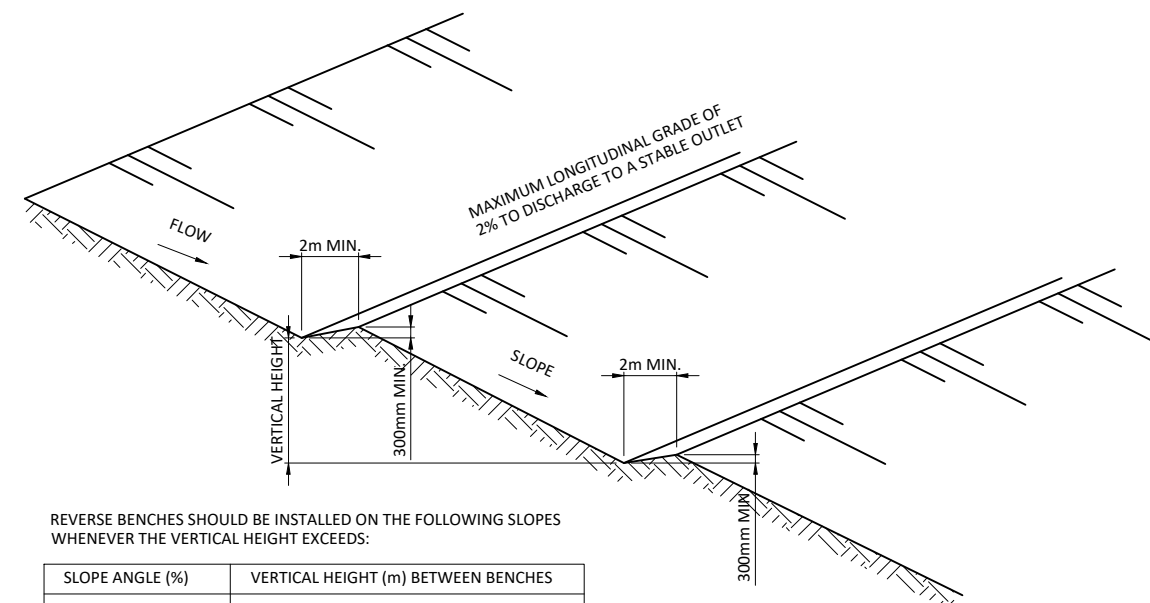 MAXIMUM LONGITUDINAL GRADE OF
2% TO DISCHARGE TO A STABLE OUTLET
FLOW
2m MIN.
SLOPE
2m MIN.
VERTICAL HEIGHT
300mm MIN.
300mm MIN
REVERSE BENCHES SHOULD BE INSTALLED ON THE FOLLOWING SLOPES
WHENEVER THE VERTICAL HEIGHT EXCEEDS:
SLOPE ANGLE (%) VERTICAL HEIGHT (m) BETWEEN BENCHES